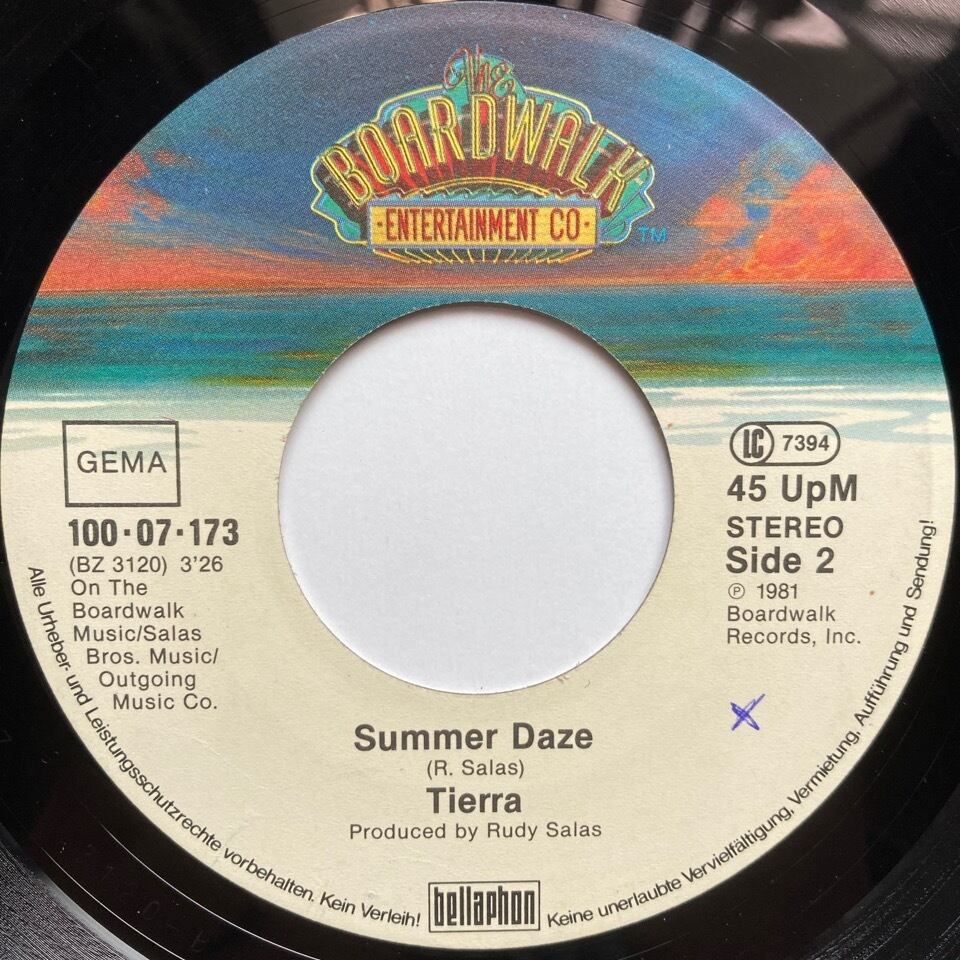 The
BOARDWALK
·ENTERTAINMENT CO·
TM
GEMA
100·07·173
(BZ 3120) 3'26
On The
Boardwalk
Music/Salas
Bros. Music/
Outgoing
Music Co.
LC 7394
45 UpM
STEREO
Side 2
℗ 1981
Boardwalk
Records, Inc.
Summer Daze
(R. Salas)
Tierra
Produced by Rudy Salas
Alle Urheber- und Leistungsschutzrechte vorbehalten. Kein Verleih!
bellaphon
Keine unerlaubte Vervielfältigung, Vermietung, Aufführung und Sendung!